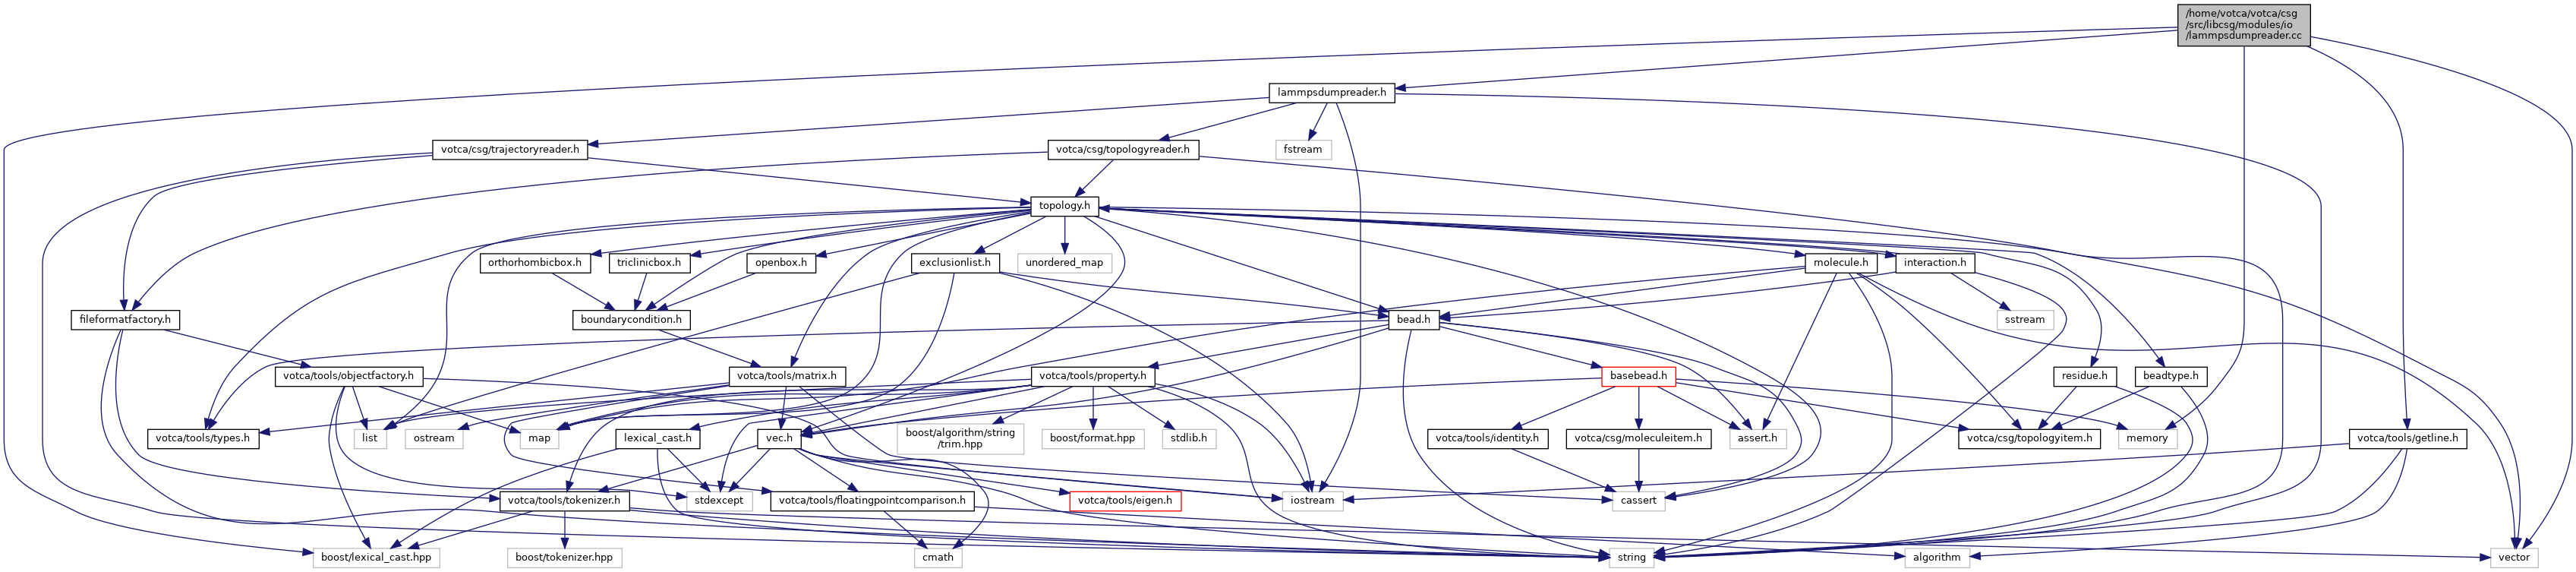 /home/votca/votca/csg
/src/libcsg/modules/io
/lammpsdumpreader.cc
lammpsdumpreader.h
votca/csg/trajectoryreader.h
votca/csg/topologyreader.h
fstream
topology.h
orthorhombicbox.h
triclinicbox.h
openbox.h
exclusionlist.h
unordered_map
molecule.h
interaction.h
fileformatfactory.h
boundarycondition.h
bead.h
sstream
votca/tools/objectfactory.h
votca/tools/matrix.h
votca/tools/property.h
basebead.h
residue.h
beadtype.h
votca/tools/types.h
list
ostream
map
lexical_cast.h
vec.h
boost/algorithm/string
/trim.hpp
boost/format.hpp
stdlib.h
votca/tools/identity.h
votca/csg/moleculeitem.h
assert.h
votca/csg/topologyitem.h
memory
votca/tools/getline.h
votca/tools/tokenizer.h
stdexcept
votca/tools/floatingpointcomparison.h
votca/tools/eigen.h
iostream
cassert
boost/lexical_cast.hpp
boost/tokenizer.hpp
cmath
string
algorithm
vector